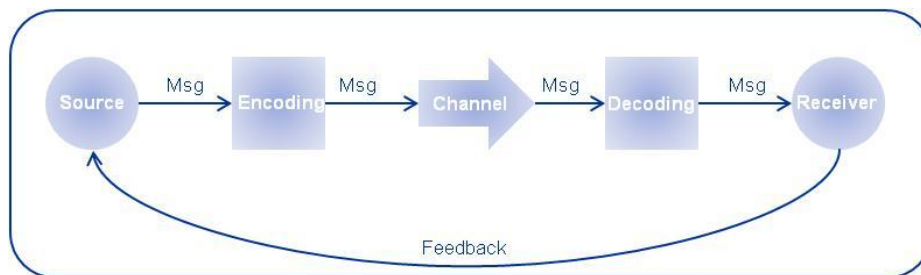 Msg
Msg
Msg
Msg
Source
Encoding
Channel
Decoding
Receiver
Feedback